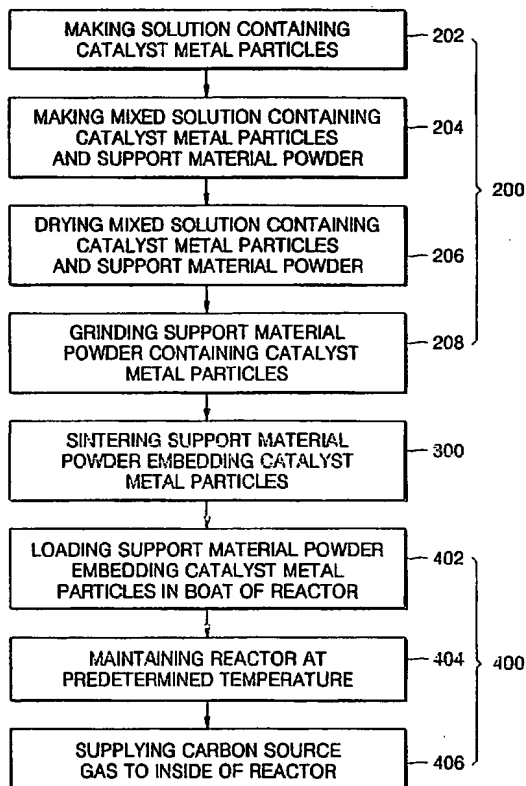 MAKING SOLUTION CONTAINING
CATALYST METAL PARTICLES
202
MAKING MIXED SOLUTION CONTAINING
CATALYST METAL PARTICLES
AND SUPPORT MATERIAL POWDER
204
200
DRYING MIXED SOLUTION CONTAINING
CATALYST METAL PARTICLES
AND SUPPORT MATERIAL POWDER
206
GRINDING SUPPORT MATERIAL
POWDER CONTAINING CATALYST
METAL PARTICLES
208
SINTERING SUPPORT MATERIAL
POWDER EMBEDDING CATALYST
METAL PARTICLES
300
LOADING SUPPORT MATERIAL POWDER
EMBEDDING CATALYST METAL
PARTICLES IN BOAT OF REACTOR
402
MAINTAINING REACTOR AT
PREDETERMINED TEMPERATURE
404
400
SUPPLYING CARBON SOURCE
GAS TO INSIDE OF REACTOR
406